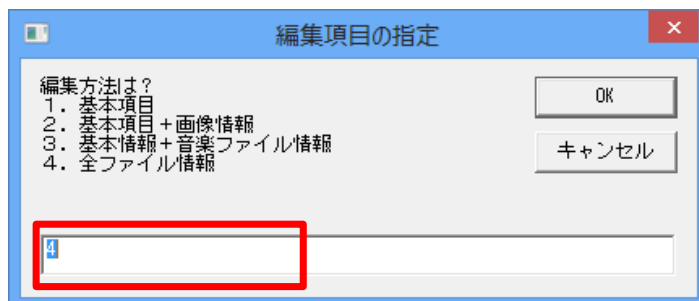 編集項目の指定
×
編集方法は?
1. 基本項目
2. 基本項目+画像情報
3. 基本情報+音楽ファイル情報
4. 全ファイル情報
OK
キャンセル
4